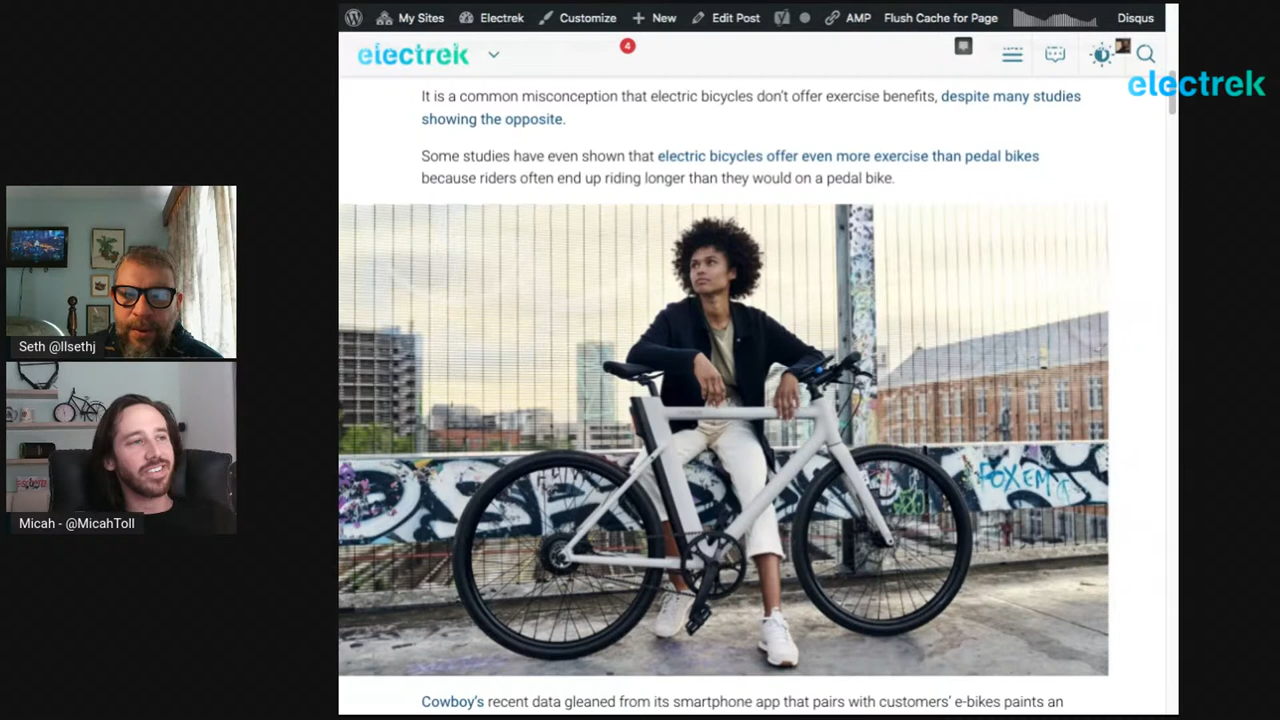 My Sites Electrek Customize New Edit Post AMP Flush Cache for Page Disqus
electrek
4
electrek
It is a common misconception that electric bicycles don't offer exercise benefits, despite many studies
showing the opposite.
Some studies have even shown that electric bicycles offer even more exercise than pedal bikes
because riders often end up riding longer than they would on a pedal bike.
Seth @llsethj
Micah - @MicahToll
FOX EM
Cowboy's recent data gleaned from its smartphone app that pairs with customers' e-bikes paints an